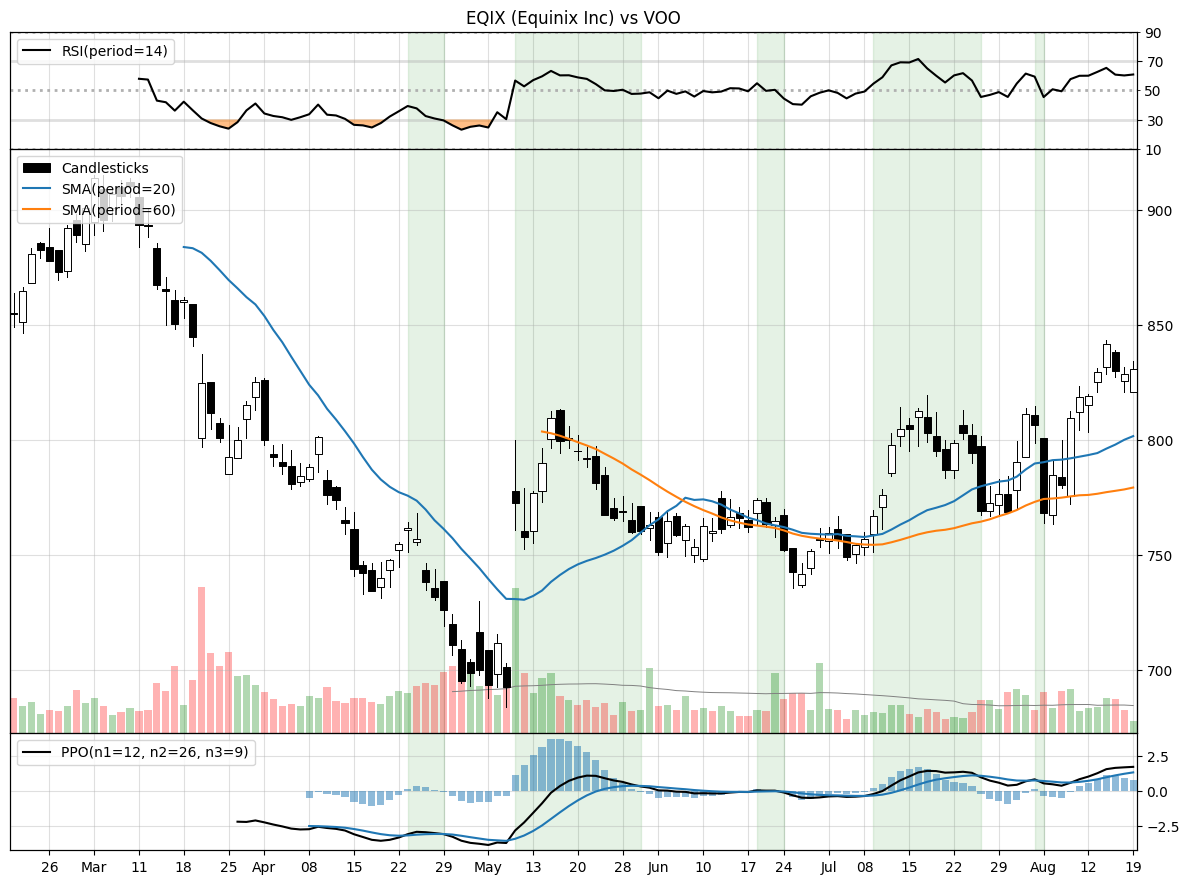 EQIX (Equinix Inc) vs VOO
RSI(period=14)
90
70
50
30
10
Candlesticks
SMA(period=20)
SMA(period=60)
900
850
800
750
700
PPO(n1=12, n2=26, n3=9)
2.5
0.0
−2.5
26 Mar 11 18 25 Apr 08 15 22 29 May 13 20 28 Jun 10 17 24 Jul 08 15 22 29 Aug 12 19